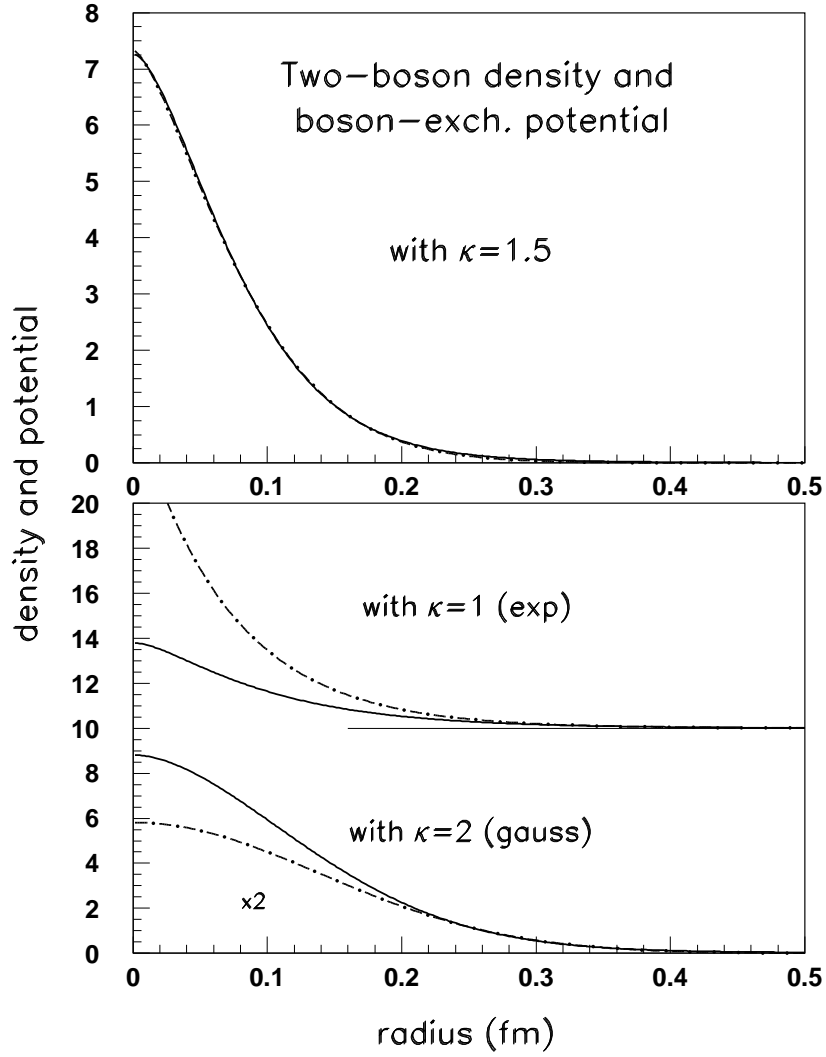 8
7
6
5
4
3
2
1
0
Two-boson density and
boson-exch. potential
with κ=1.5
0 0.1 0.2 0.3 0.4 0.5
density and potential
20
18
16
14
12
10
8
6
4
2
0
with κ=1 (exp)
with κ=2 (gauss)
x2
0 0.1 0.2 0.3 0.4 0.5
radius (fm)